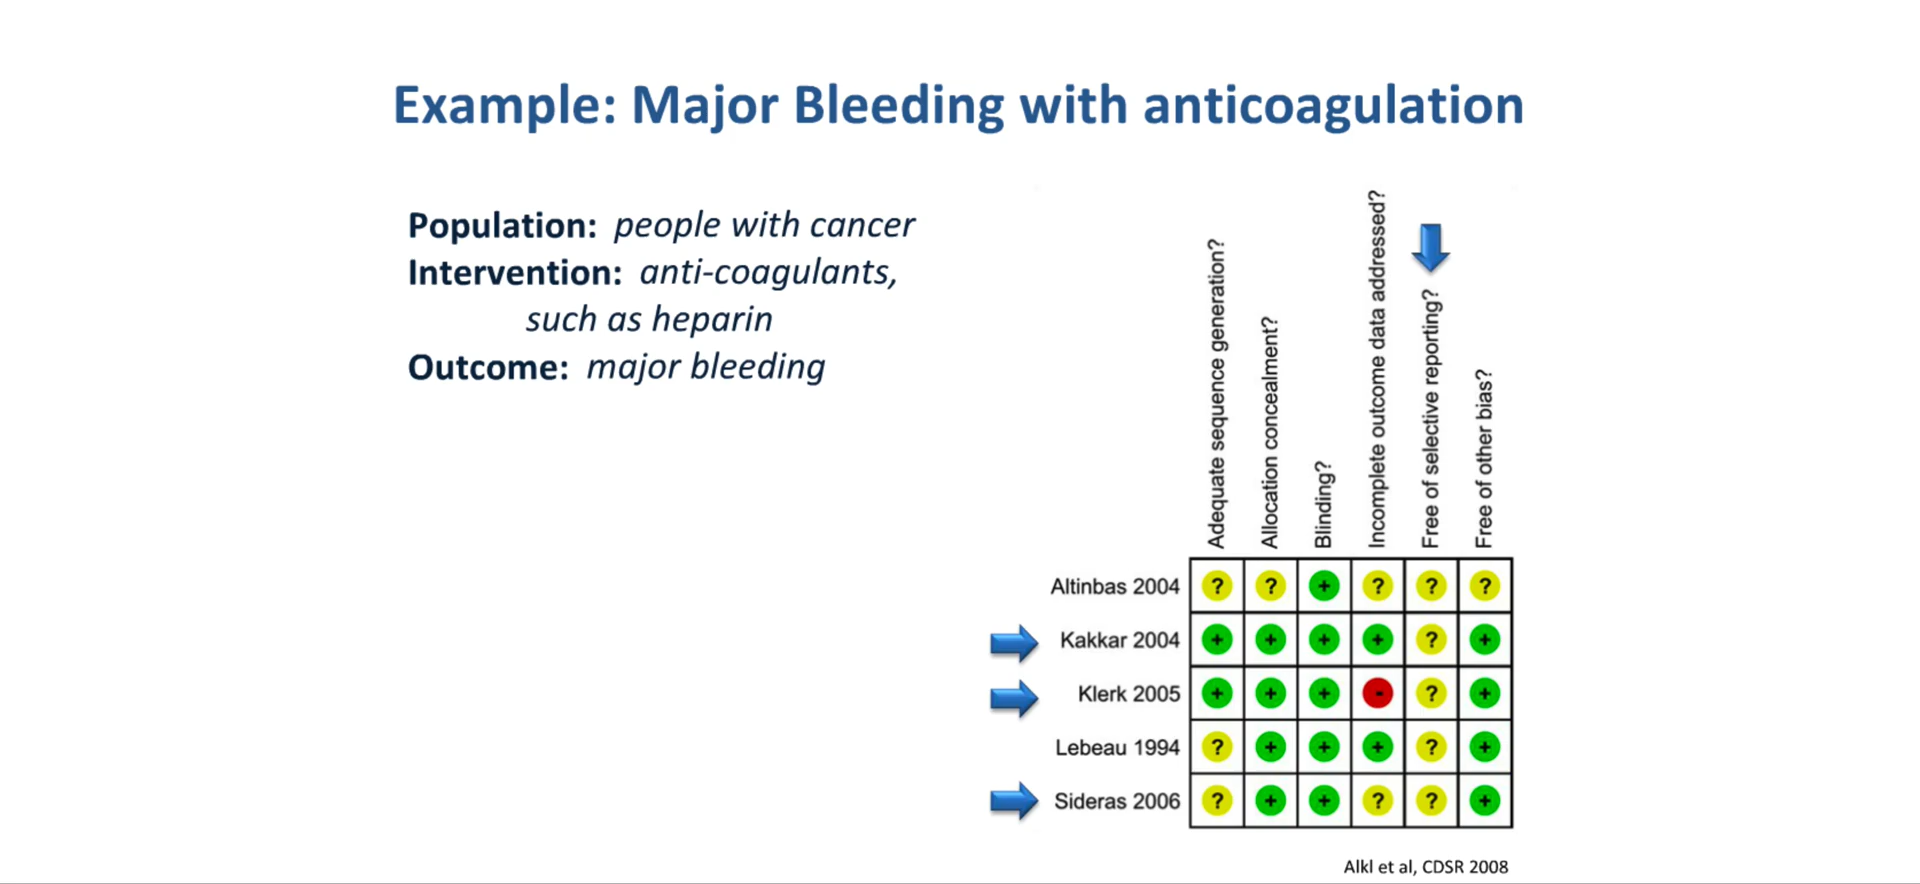 Example: Major Bleeding with anticoagulation
Population: people with cancer
Intervention: anti-coagulants,
such as heparin
Outcome: major bleeding
Adequate sequence generation?
Allocation concealment?
Blinding?
Incomplete outcome data addressed?
Free of selective reporting?
Free of other bias?
Altinbas 2004 ? ? + ? ? ?
Kakkar 2004 + + + + ? +
Klerk 2005 + + + - ? +
Lebeau 1994 ? + + + ? +
Sideras 2006 ? + + ? ? +
Alkl et al, CDSR 2008